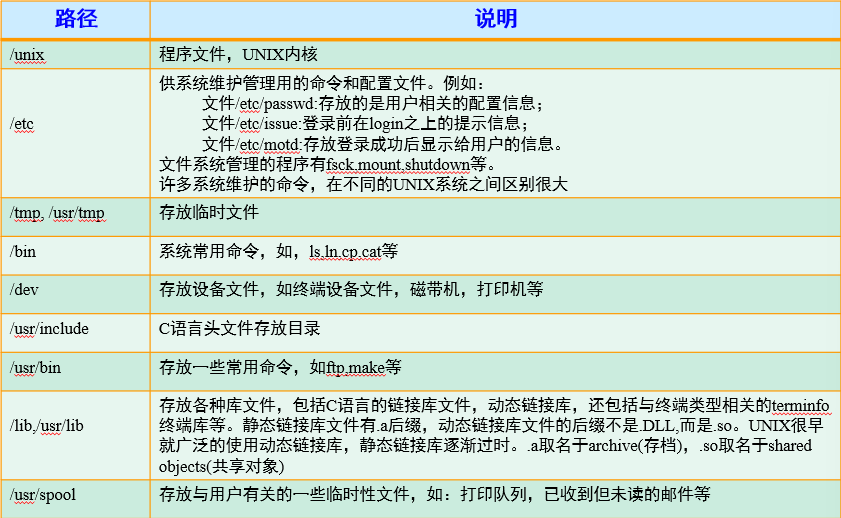 路径 说明
/unix 程序文件，UNIX内核
供系统维护管理用的命令和配置文件。例如：
文件/etc/passwd:存放的是用户相关的配置信息；
/etc 文件/etc/issue:登录前在login之上的提示信息；
文件/etc/motd:存放登录成功后显示给用户的信息。
文件系统管理的程序有fsck,mount,shutdown等。
许多系统维护的命令，在不同的UNIX系统之间区别很大
/tmp, /usr/tmp 存放临时文件
/bin 系统常用命令，如，ls,ln,cp,cat等
/dev 存放设备文件，如终端设备文件，磁带机，打印机等
/usr/include C语言头文件存放目录
/usr/bin 存放一些常用命令，如ftp,make等
存放各种库文件，包括C语言的链接库文件，动态链接库，还包括与终端类型相关的terminfo
/lib,/usr/lib 终端库等。静态链接库文件有.a后缀，动态链接库文件的后缀不是.DLL,而是.so。UNIX很早
就广泛的使用动态链接库，静态链接库逐渐过时。.a取名于archive(存档)，.so取名于shared
objects(共享对象)
/usr/spool 存放与用户有关的一些临时性文件，如：打印队列，已收到但未读的邮件等